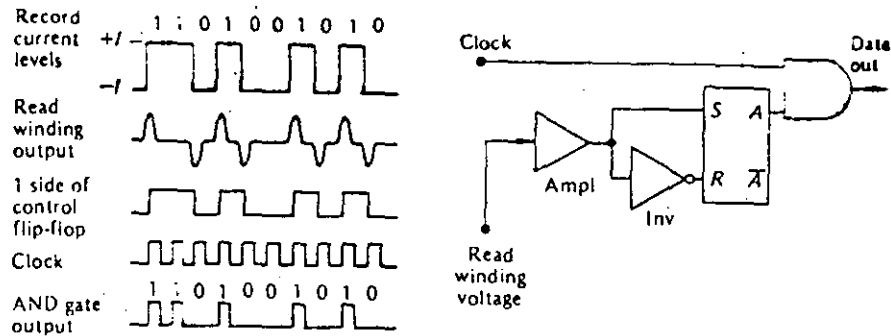 Record
current
levels
+I
–I
1 1 0 1 0 0 1 0 1 0
Read
winding
output
1 side of
control
flip-flop
Clock
AND gate
output
1 1 0 1 0 0 1 0 1 0
Clock
Data
out
S A
R A̅
Ampl
Inv
Read
winding
voltage